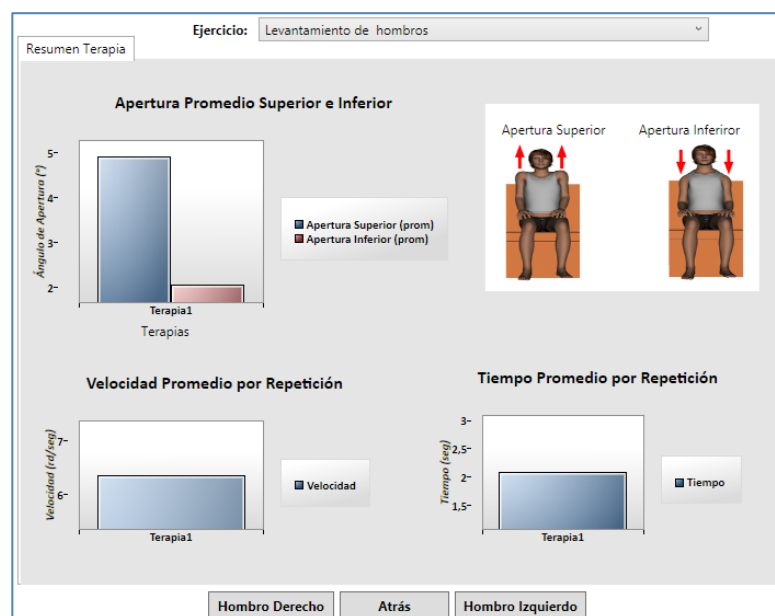 Ejercicio: Levantamiento de hombros
Resumen Terapia
Apertura Promedio Superior e Inferior
Ángulo de Apertura (°)
5
4
3
2
Terapia1
Terapias
Apertura Superior (prom)
Apertura Inferior (prom)
Apertura Superior Apertura Inferiror
Velocidad Promedio por Repetición
Velocidad (rd/seg)
7
6
Terapia1
Velocidad
Tiempo Promedio por Repetición
Tiempo (seg)
3
2,5
2
1,5
Terapia1
Tiempo
Hombro Derecho Atrás Hombro Izquierdo